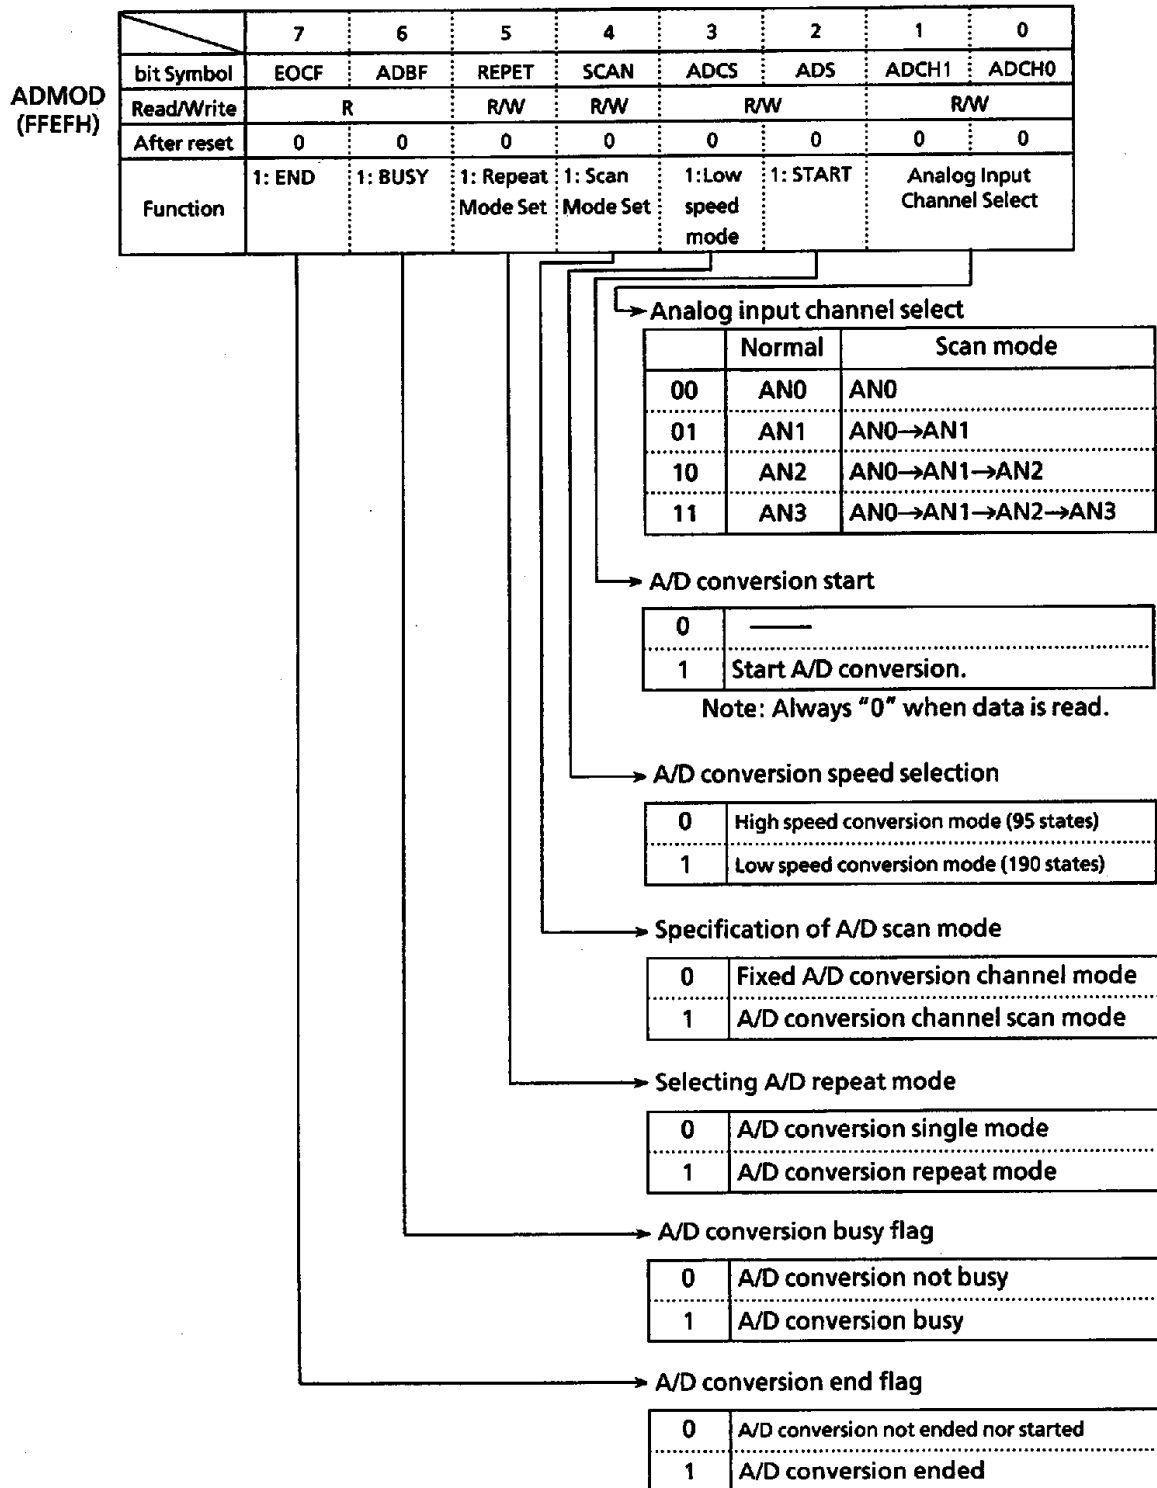 7 6 5 4 3 2 1 0
bit Symbol EOCF ADBF REPET SCAN ADCS ADS ADCH1 ADCH0
ADMOD
(FFEFH)
Read/Write R R/W R/W R/W R/W
After reset 0 0 0 0 0 0 0 0
Function 1: END 1: BUSY 1: Repeat Mode Set 1: Scan Mode Set 1:Low speed mode 1: START Analog Input Channel Select
Analog input channel select
Normal Scan mode
00 AN0 AN0
01 AN1 AN0→AN1
10 AN2 AN0→AN1→AN2
11 AN3 AN0→AN1→AN2→AN3
A/D conversion start
0 ——
1 Start A/D conversion.
Note: Always "0" when data is read.
A/D conversion speed selection
0 High speed conversion mode (95 states)
1 Low speed conversion mode (190 states)
Specification of A/D scan mode
0 Fixed A/D conversion channel mode
1 A/D conversion channel scan mode
Selecting A/D repeat mode
0 A/D conversion single mode
1 A/D conversion repeat mode
A/D conversion busy flag
0 A/D conversion not busy
1 A/D conversion busy
A/D conversion end flag
0 A/D conversion not ended nor started
1 A/D conversion ended